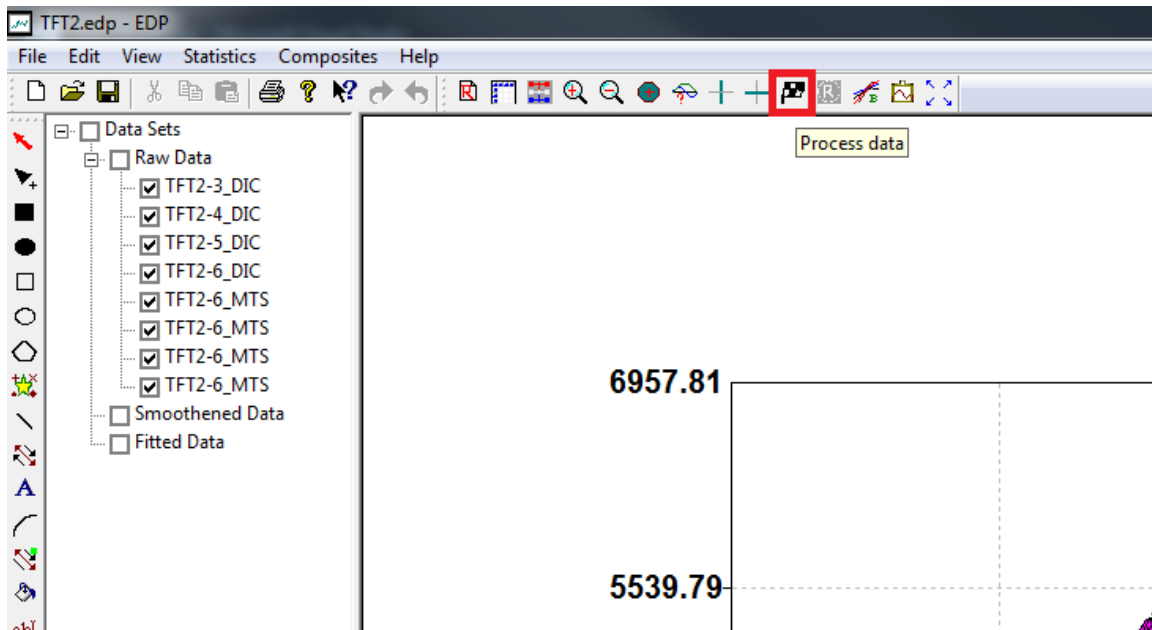 TFT2.edp - EDP
File Edit View Statistics Composites Help
Process data
Data Sets
Raw Data
TFT2-3_DIC
TFT2-4_DIC
TFT2-5_DIC
TFT2-6_DIC
TFT2-6_MTS
TFT2-6_MTS
TFT2-6_MTS
TFT2-6_MTS
Smoothened Data
Fitted Data
6957.81
5539.79